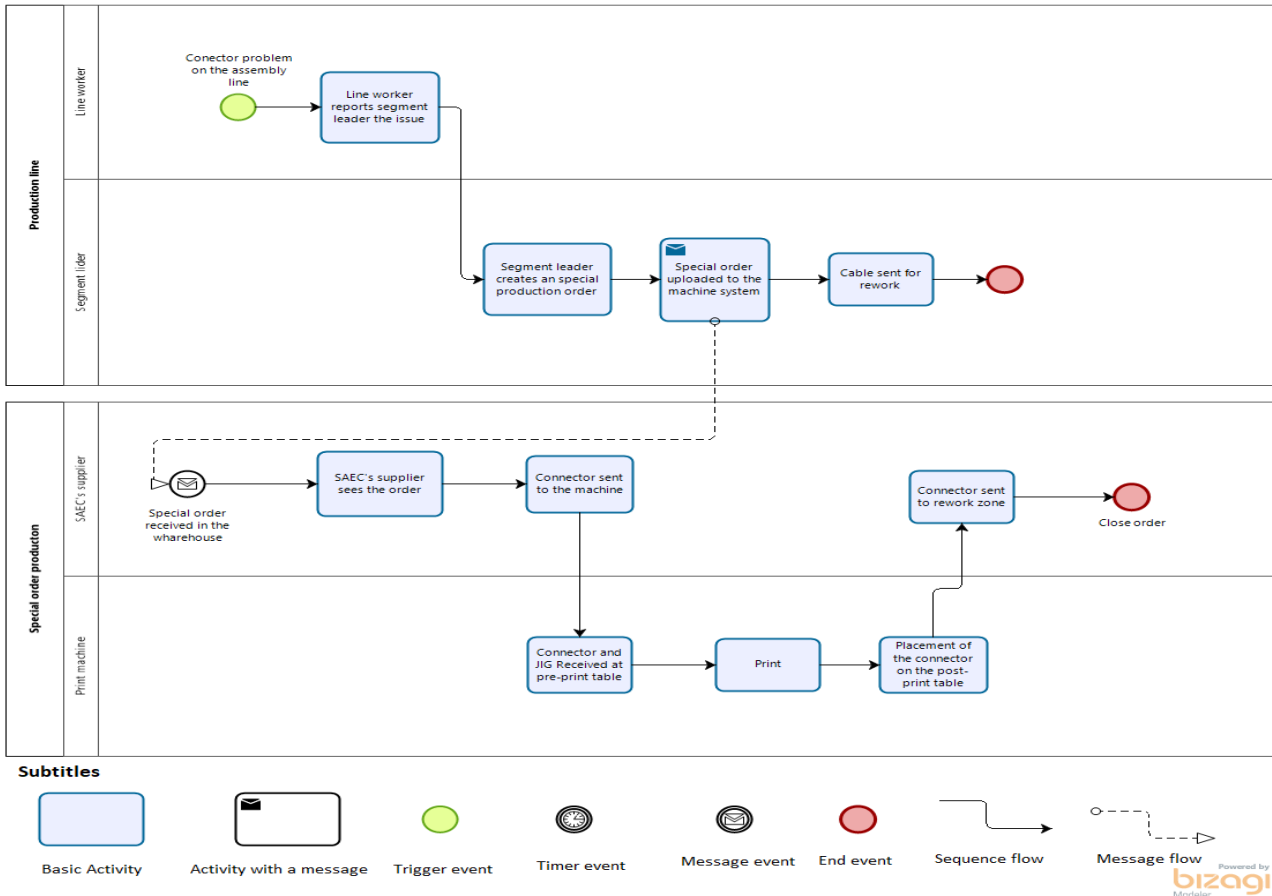 Production line
Line worker
Conector problem
on the assembly
line
Line worker
reports segment
leader the issue
Segment lider
Segment leader
creates an special
production order
Special order
uploaded to the
machine system
Cable sent for
rework
Special order producton
SAEC's supplier
Special order
received in the
wharehouse
SAEC's supplier
sees the order
Connector sent
to the machine
Connector sent
to rework zone
Close order
Print machine
Connector and
JIG Received at
pre-print table
Print
Placement of
the connector
on the post-
print table
Subtitles
Basic Activity
Activity with a message
Trigger event
Timer event
Message event
End event
Sequence flow
Message flow
Powered by
bizagi
Modeler